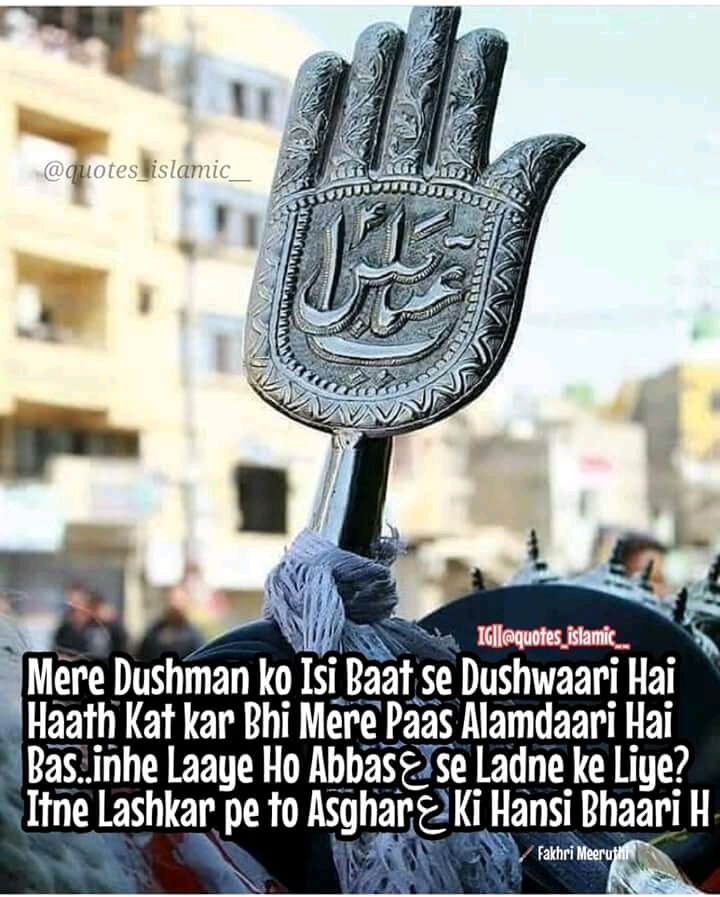 @quotes_islamic__
عباسؑ
IG||@quotes_islamic__
Mere Dushman ko Isi Baat se Dushwaari Hai
Haath Kat kar Bhi Mere Paas Alamdaari Hai
Bas..inhe Laaye Ho Abbasع se Ladne ke Liye?
Itne Lashkar pe to Asgharع Ki Hansi Bhaari H
Fakhri Meeruthi